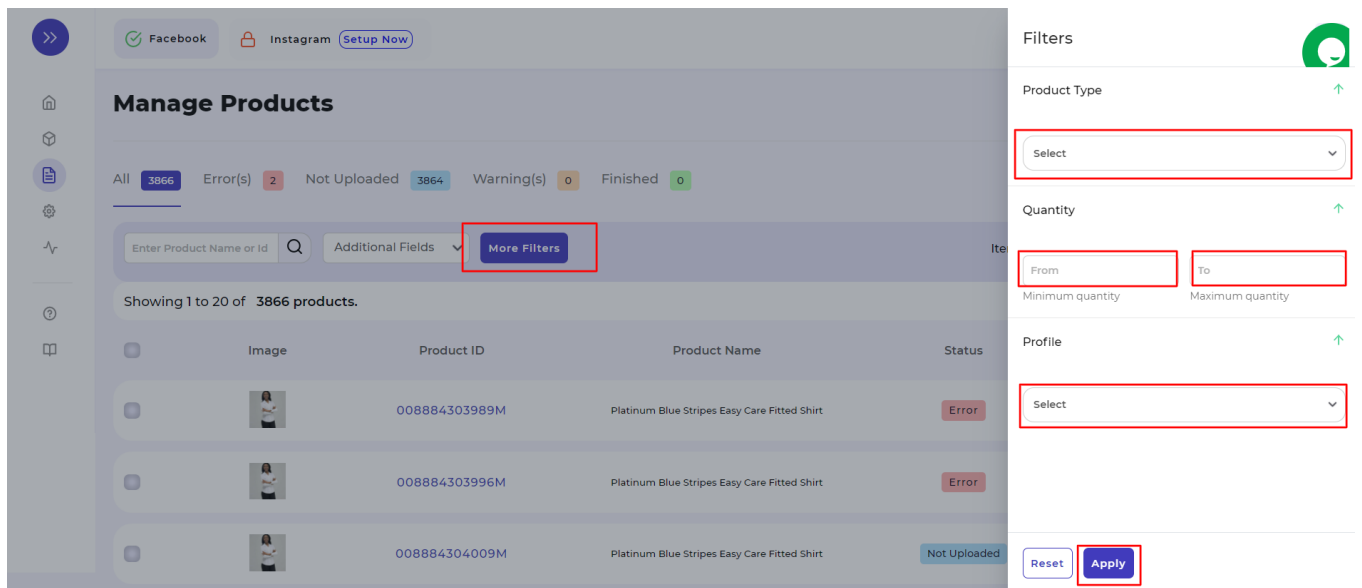 Facebook
Instagram Setup Now
Manage Products
All 3866 Error(s) 2 Not Uploaded 3864 Warning(s) 0 Finished 0
Enter Product Name or Id Additional Fields More Filters
Showing 1 to 20 of 3866 products.
Image Product ID Product Name Status
008884303989M Platinum Blue Stripes Easy Care Fitted Shirt Error
008884303996M Platinum Blue Stripes Easy Care Fitted Shirt Error
008884304009M Platinum Blue Stripes Easy Care Fitted Shirt Not Uploaded
Filters
Product Type
Select
Quantity
From To
Minimum quantity Maximum quantity
Profile
Select
Reset Apply